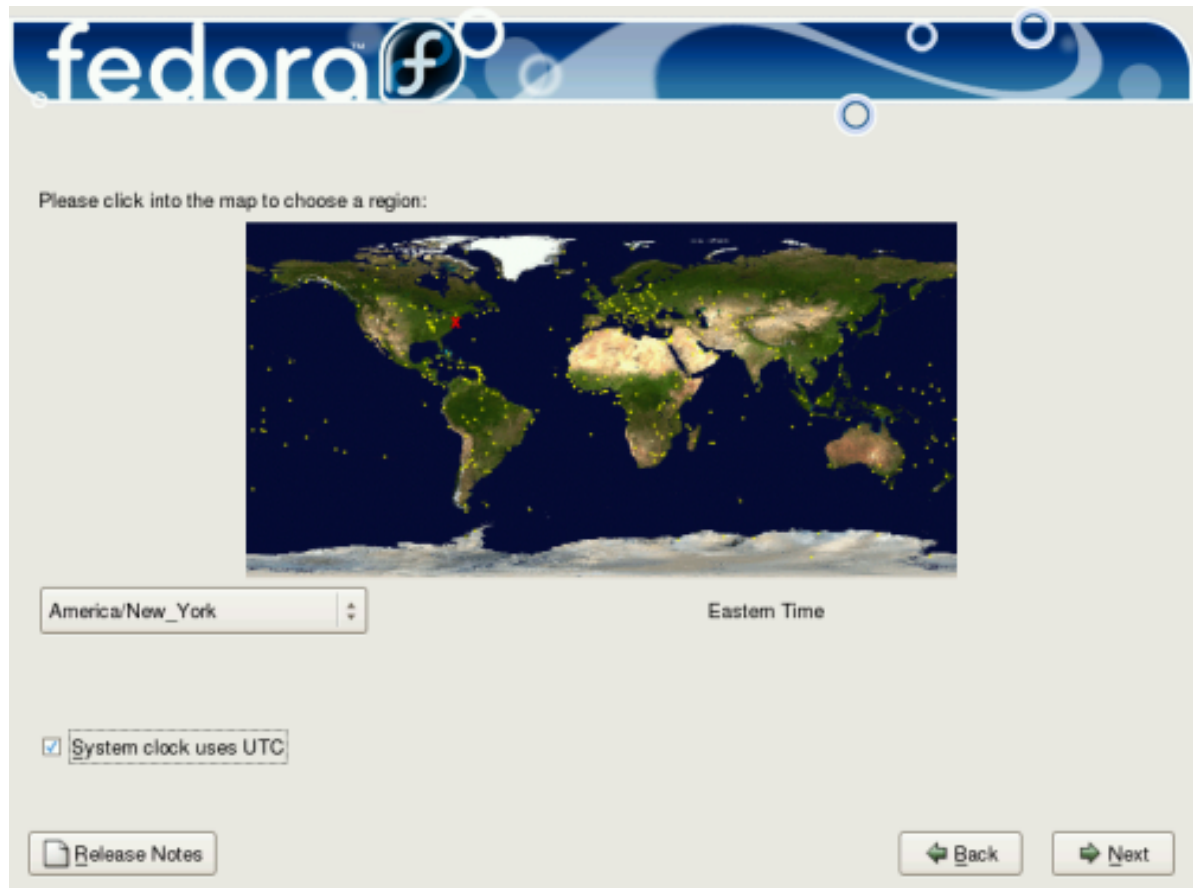 fedora™
Please click into the map to choose a region:
America/New_York
Eastern Time
System clock uses UTC
Release Notes
Back
Next